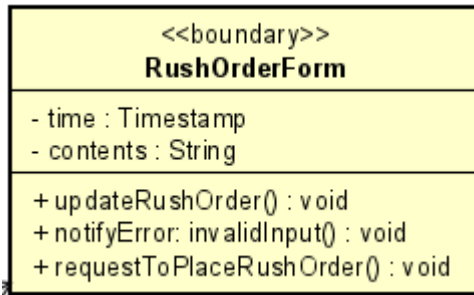 <<boundary>>
RushOrderForm
- time : Timestamp
- contents : String
+ updateRushOrder() : void
+ notifyError: invalidInput() : void
+ requestToPlaceRushOrder() : void